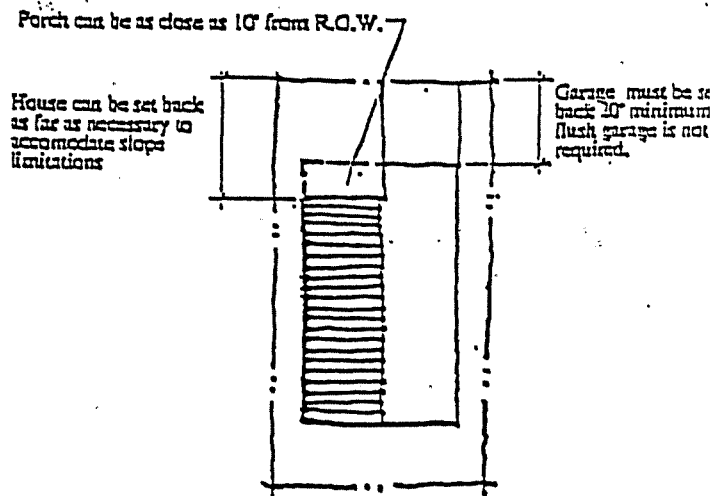 Porch can be as close as 10' from R.O.W.
House can be set back
as far as necessary to
accomodate slope
limitations
Garage must be
back 20' minimum
flush garage is not
required.